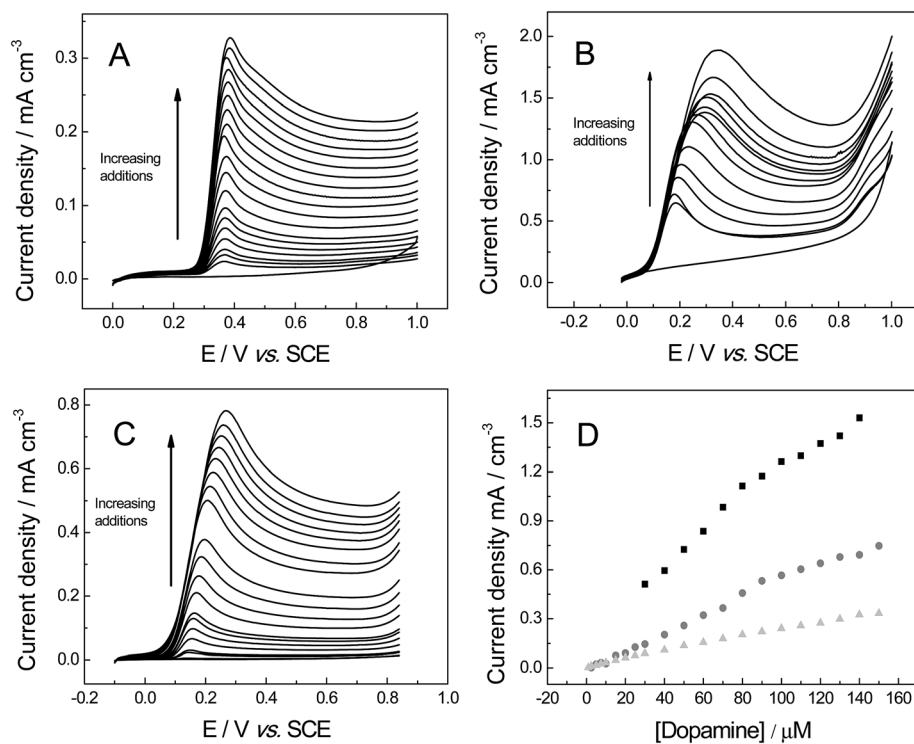 A
Current density / mA cm-3
0.3
0.2
0.1
0.0
Increasing
additions
0.0 0.2 0.4 0.6 0.8 1.0
E / V vs. SCE
B
Current density / mA cm-3
2.0
1.5
1.0
0.5
0.0
Increasing
additions
-0.2 0.0 0.2 0.4 0.6 0.8 1.0
E / V vs. SCE
C
Current density / mA cm-3
0.8
0.6
0.4
0.2
0.0
Increasing
additions
-0.2 0.0 0.2 0.4 0.6 0.8
E / V vs. SCE
D
Current density mA / cm-3
1.5
1.2
0.9
0.6
0.3
0.0
-20 0 20 40 60 80 100 120 140 160
[Dopamine] / μM